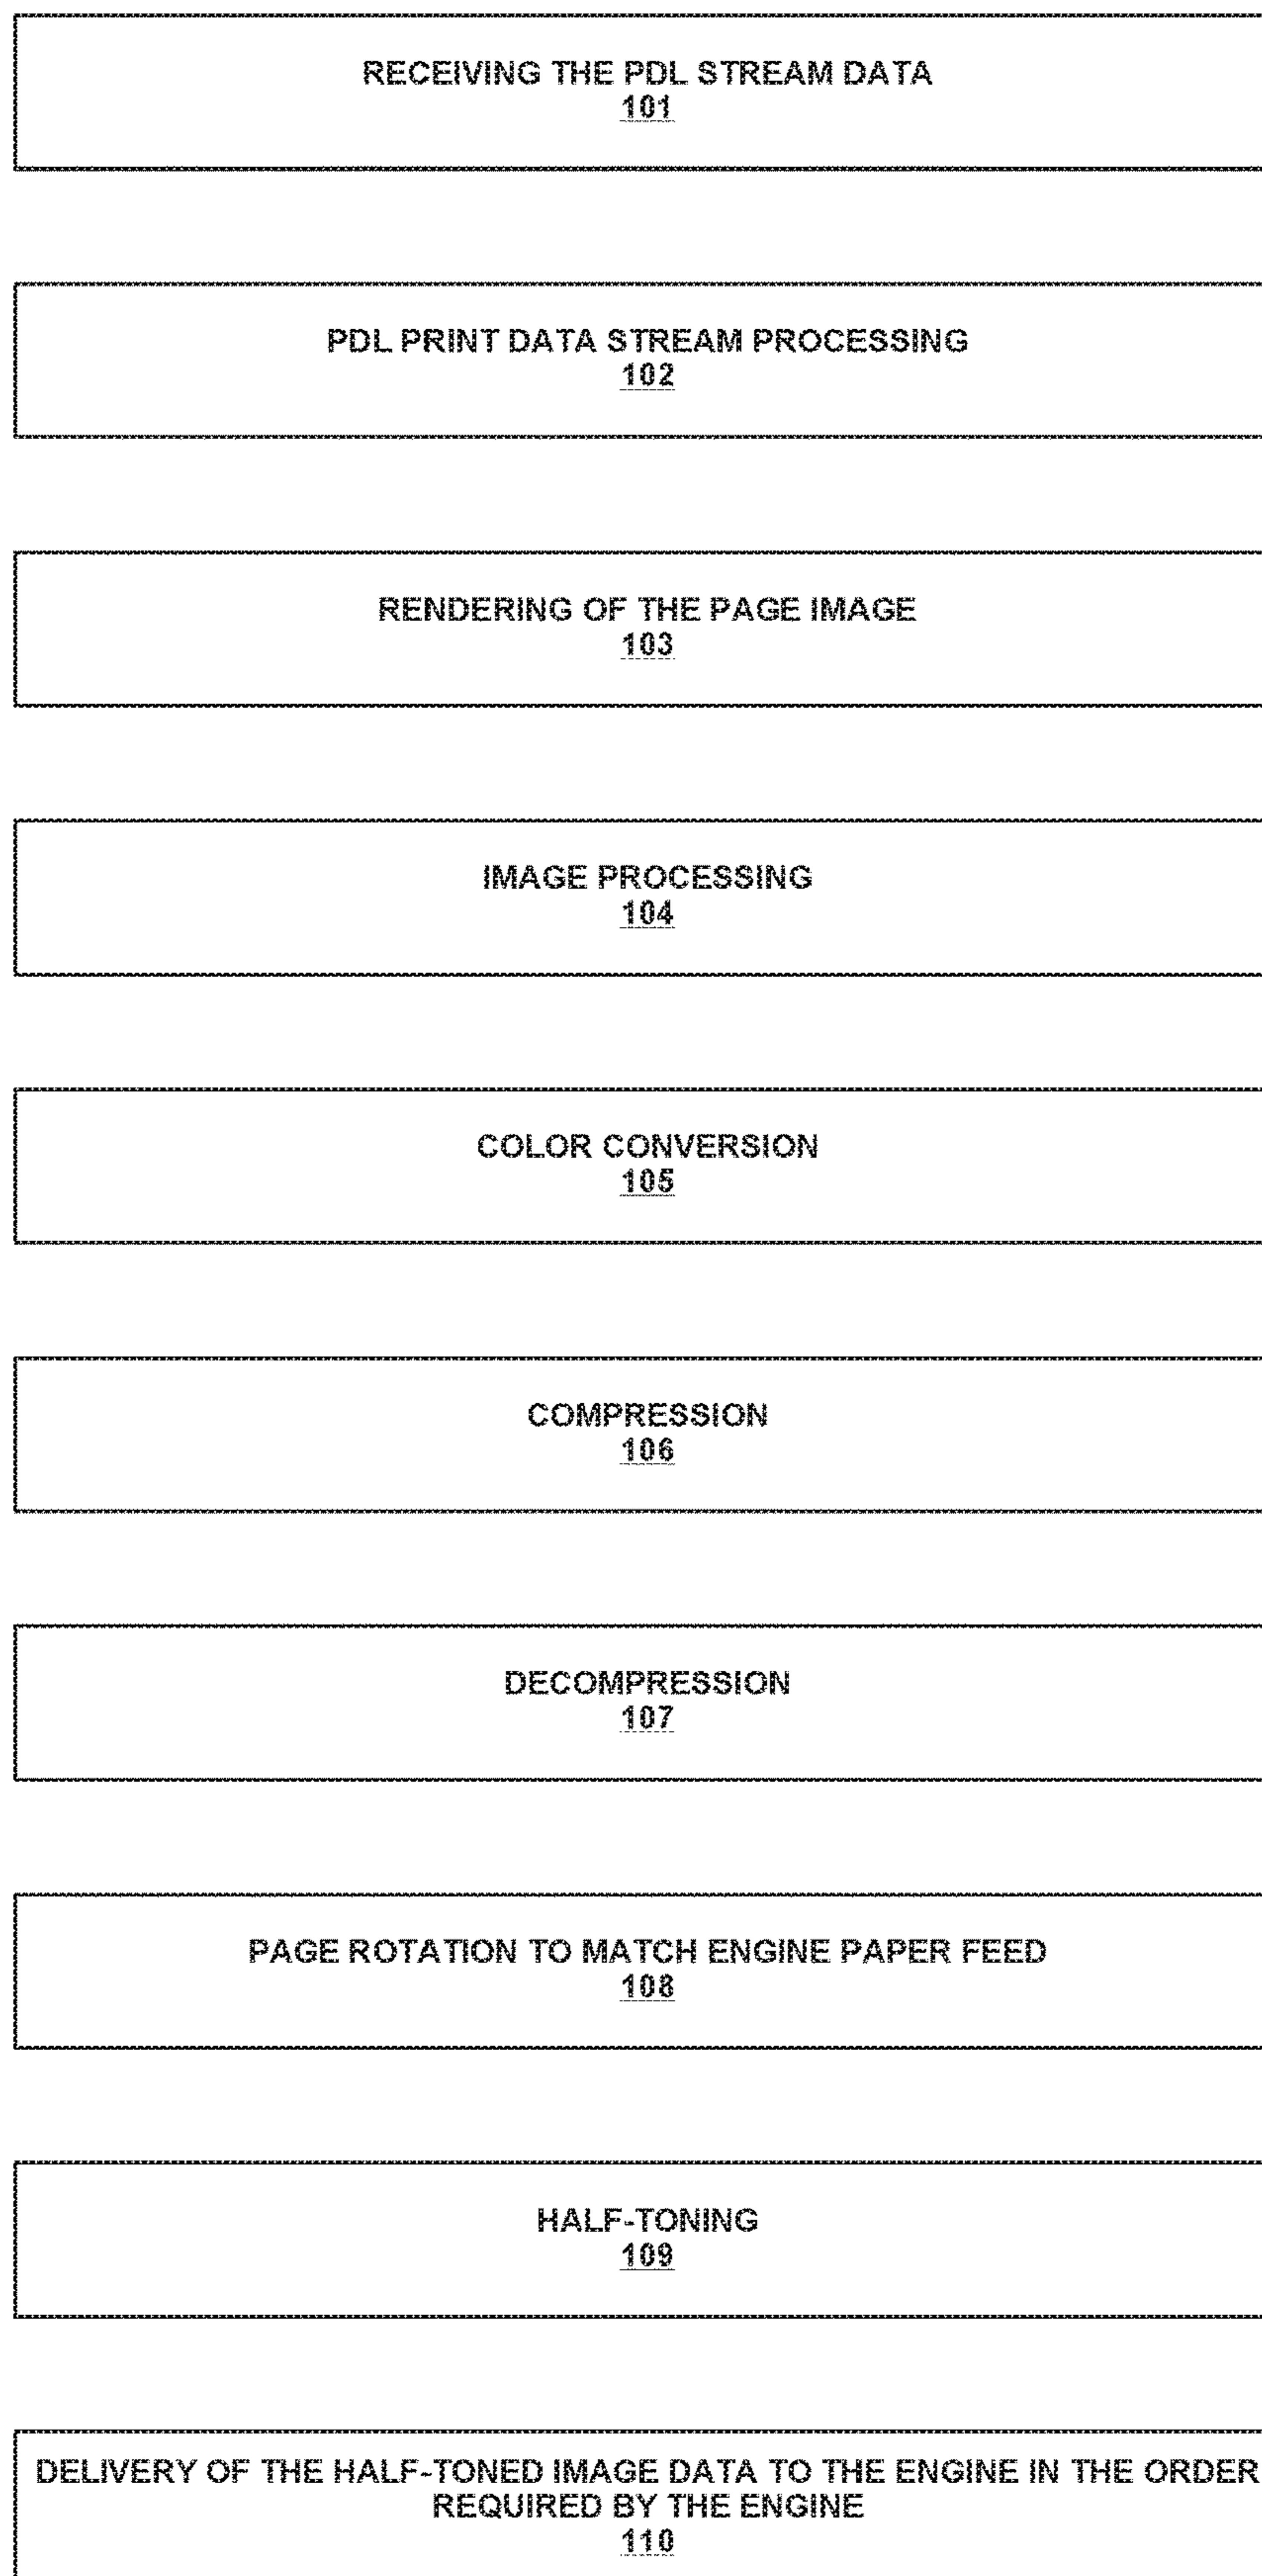 RECEIVING THE PDL STREAM DATA
101
PDL PRINT DATA STREAM PROCESSING
102
RENDERING OF THE PAGE IMAGE
103
IMAGE PROCESSING
104
COLOR CONVERSION
105
COMPRESSION
106
DECOMPRESSION
107
PAGE ROTATION TO MATCH ENGINE PAPER FEED
108
HALF-TONING
109
DELIVERY OF THE HALF-TONED IMAGE DATA TO THE ENGINE IN THE ORDER
REQUIRED BY THE ENGINE
110